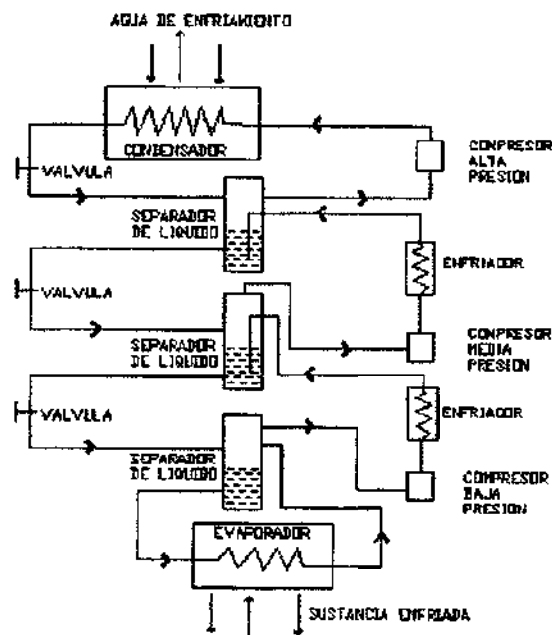 AGUA DE ENFRIAMIENTO
CONDENSADOR
COMPRESOR
ALTA
PRESION
VALVULA
SEPARADOR
DE LIQUIDO
ENFRIADOR
VALVULA
SEPARADOR
DE LIQUIDO
COMPRESOR
MEDIA
PRESION
VALVULA
ENFRIADOR
SEPARADOR
DE LIQUIDO
COMPRESOR
BAJA
PRESION
EVAPORADOR
SUSTANCIA ENFRIADA